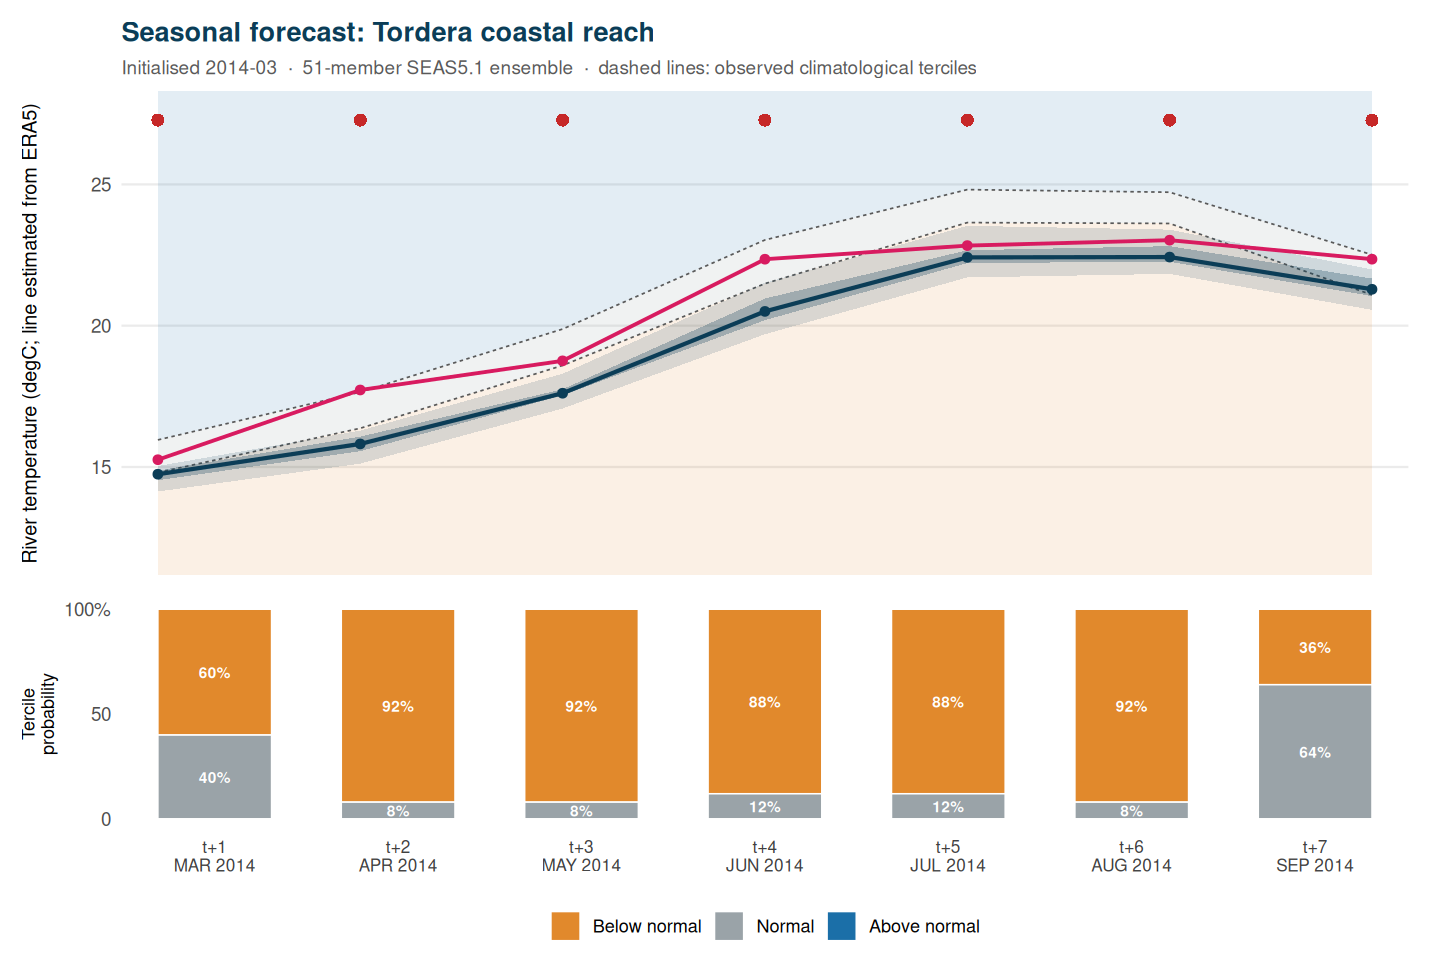 Seasonal forecast: Tordera coastal reach
Initialised 2014-03 · 51-member SEAS5.1 ensemble · dashed lines: observed climatological terciles
River temperature (degC; line estimated from ERA5)
25
20
15
Tercile
probability
100%
50
0
60%
40%
92%
8%
92%
8%
88%
12%
88%
12%
92%
8%
36%
64%
t+1
MAR 2014
t+2
APR 2014
t+3
MAY 2014
t+4
JUN 2014
t+5
JUL 2014
t+6
AUG 2014
t+7
SEP 2014
Below normal
Normal
Above normal